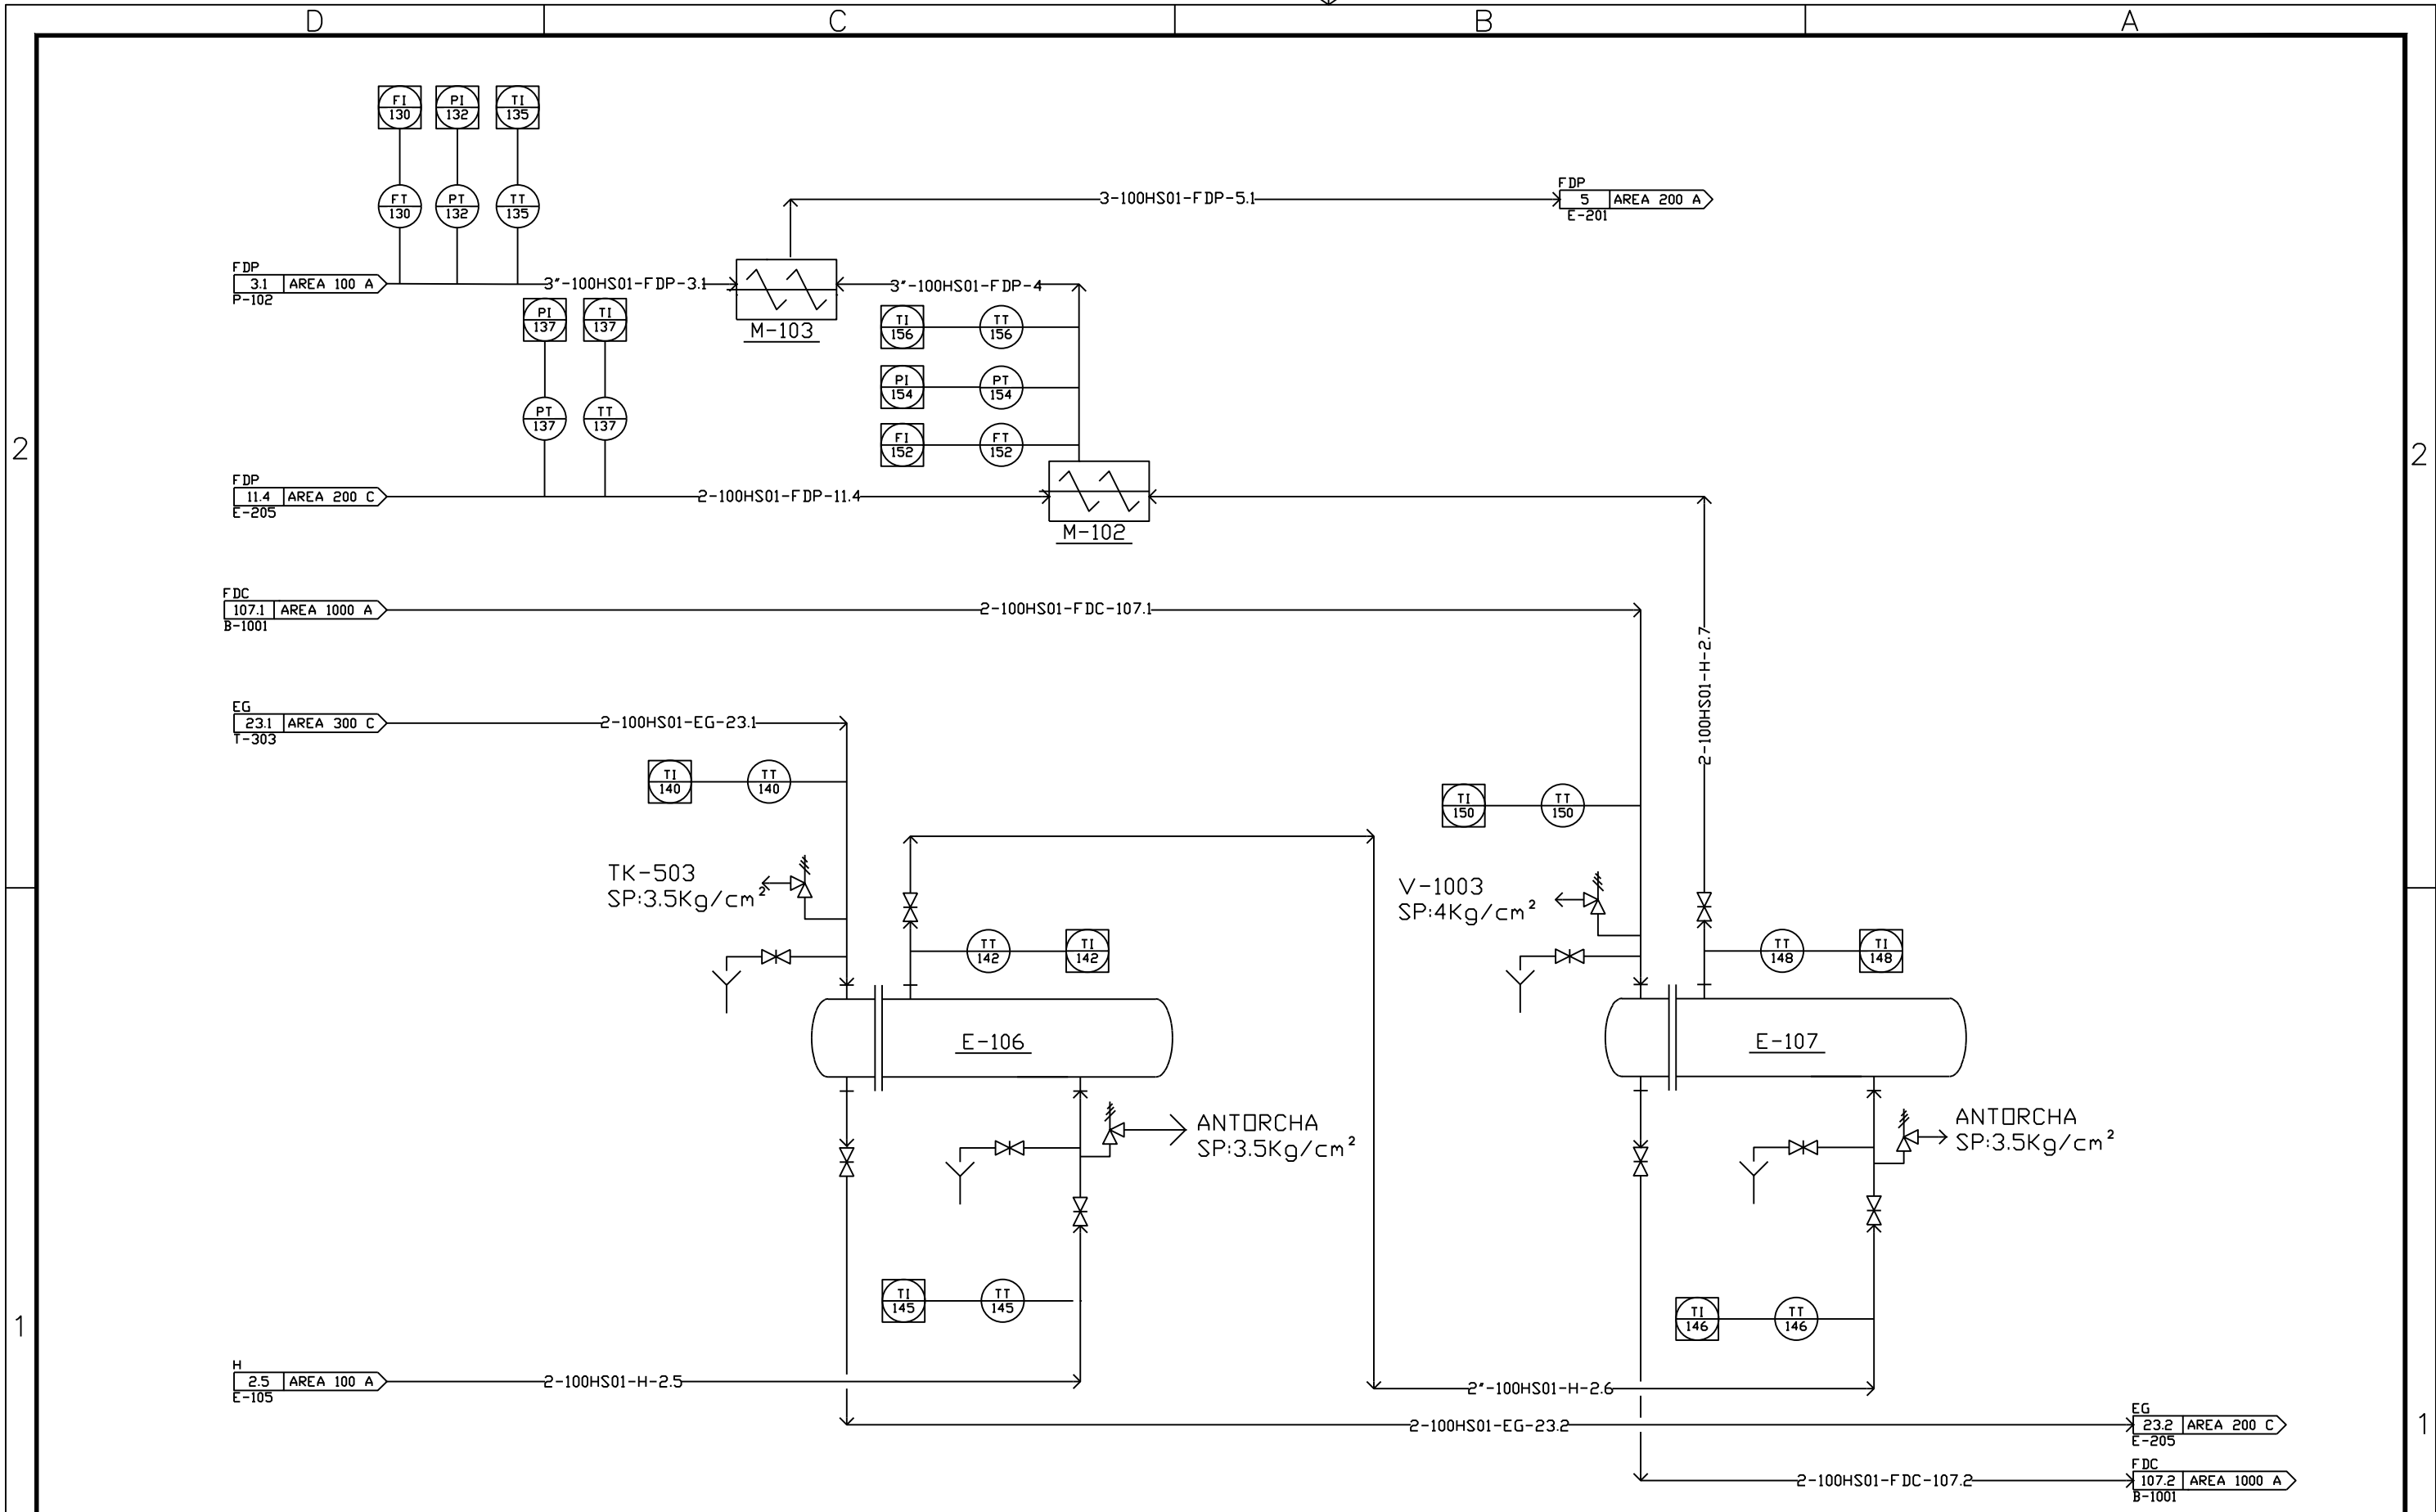 D C B A
FI 130
PI 132
TI 135
FT 130
PT 132
TT 135
3-100HS01-FDP-5.1
FDP
5 AREA 200 A
E-201
FDP
3.1 AREA 100 A
P-102
3"-100HS01-FDP-3.1
3"-100HS01-FDP-4
M-103
PI 137
TI 137
TI 156
TT 156
PI 154
PT 154
PT 137
TT 137
FI 152
FT 152
2
2
FDP
11.4 AREA 200 C
E-205
2-100HS01-FDP-11.4
M-102
FDC
107.1 AREA 1000 A
B-1001
2-100HS01-FDC-107.1
2-100HS01-H-2.7
EG
23.1 AREA 300 C
T-303
2-100HS01-EG-23.1
TI 140
TT 140
TI 150
TT 150
TK-503
SP:3.5Kg/cm²
V-1003
SP:4Kg/cm²
TT 142
TI 142
TT 148
TI 148
E-106
E-107
ANTORCHA
SP:3.5Kg/cm²
ANTORCHA
SP:3.5Kg/cm²
TI 145
TT 145
TI 146
TT 146
1
1
H
2.5 AREA 100 A
E-105
2-100HS01-H-2.5
2"-100HS01-H-2.6
2-100HS01-EG-23.2
EG
23.2 AREA 200 C
E-205
2-100HS01-FDC-107.2
FDC
107.2 AREA 1000 A
B-1001